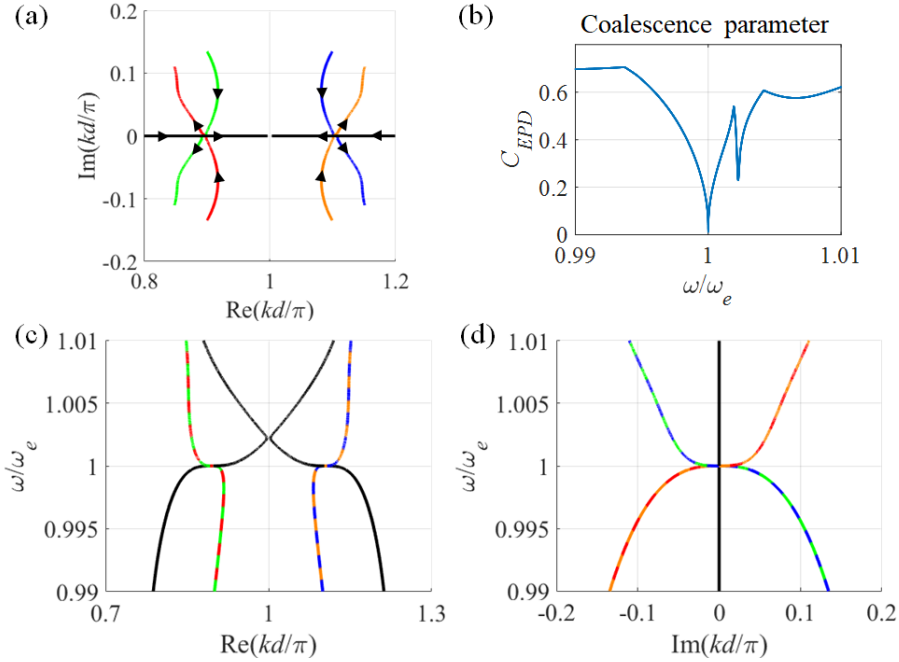 (a)
0.2
0.1
0
-0.1
-0.2
Im(kd/π)
0.8
1
1.2
Re(kd/π)
(b)
Coalescence parameter
0.6
0.4
0.2
0
C_EPD
0.99
1
1.01
ω/ω_e
(c)
1.01
1.005
1
0.995
0.99
ω/ω_e
0.7
1
1.3
Re(kd/π)
(d)
1.01
1.005
1
0.995
0.99
ω/ω_e
-0.2
-0.1
0
0.1
0.2
Im(kd/π)